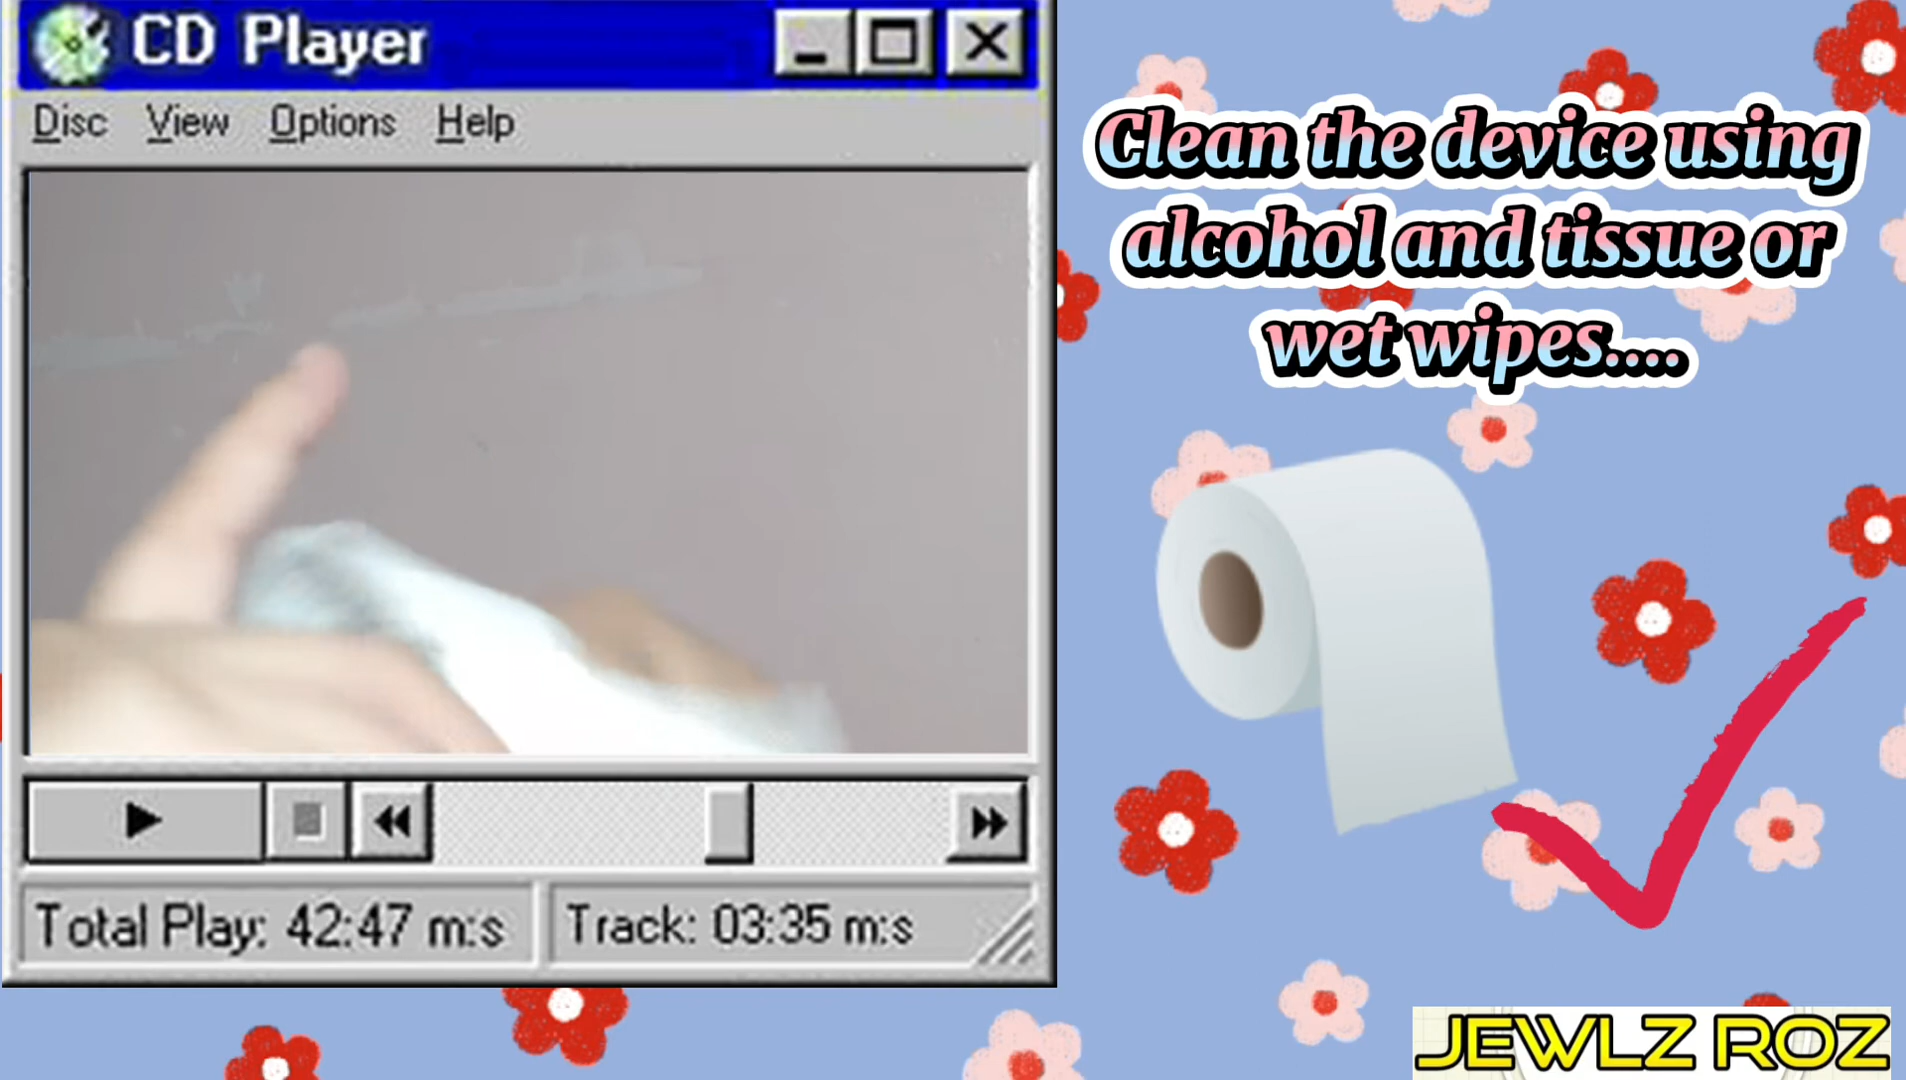 CD Player
Disc View Options Help
Clean the device using
alcohol and tissue or
wet wipes....
Total Play: 42:47 m:s
Track: 03:35 m:s
JEWLZ ROZ